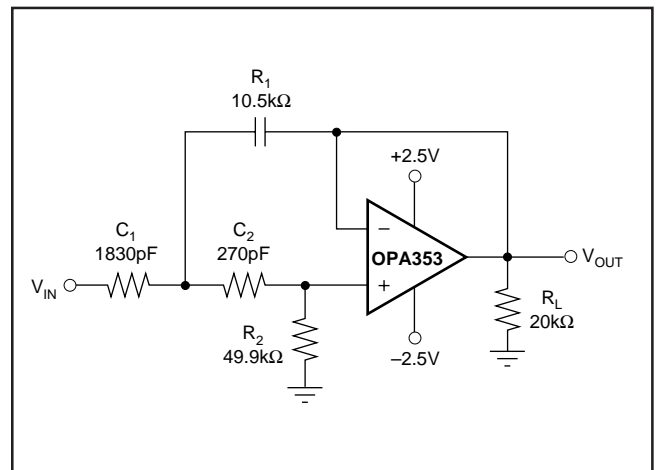 R1
10.5kΩ
+2.5V
C1
1830pF
C2
270pF
−
OPA353
+
VIN
VOUT
R2
49.9kΩ
RL
20kΩ
–2.5V